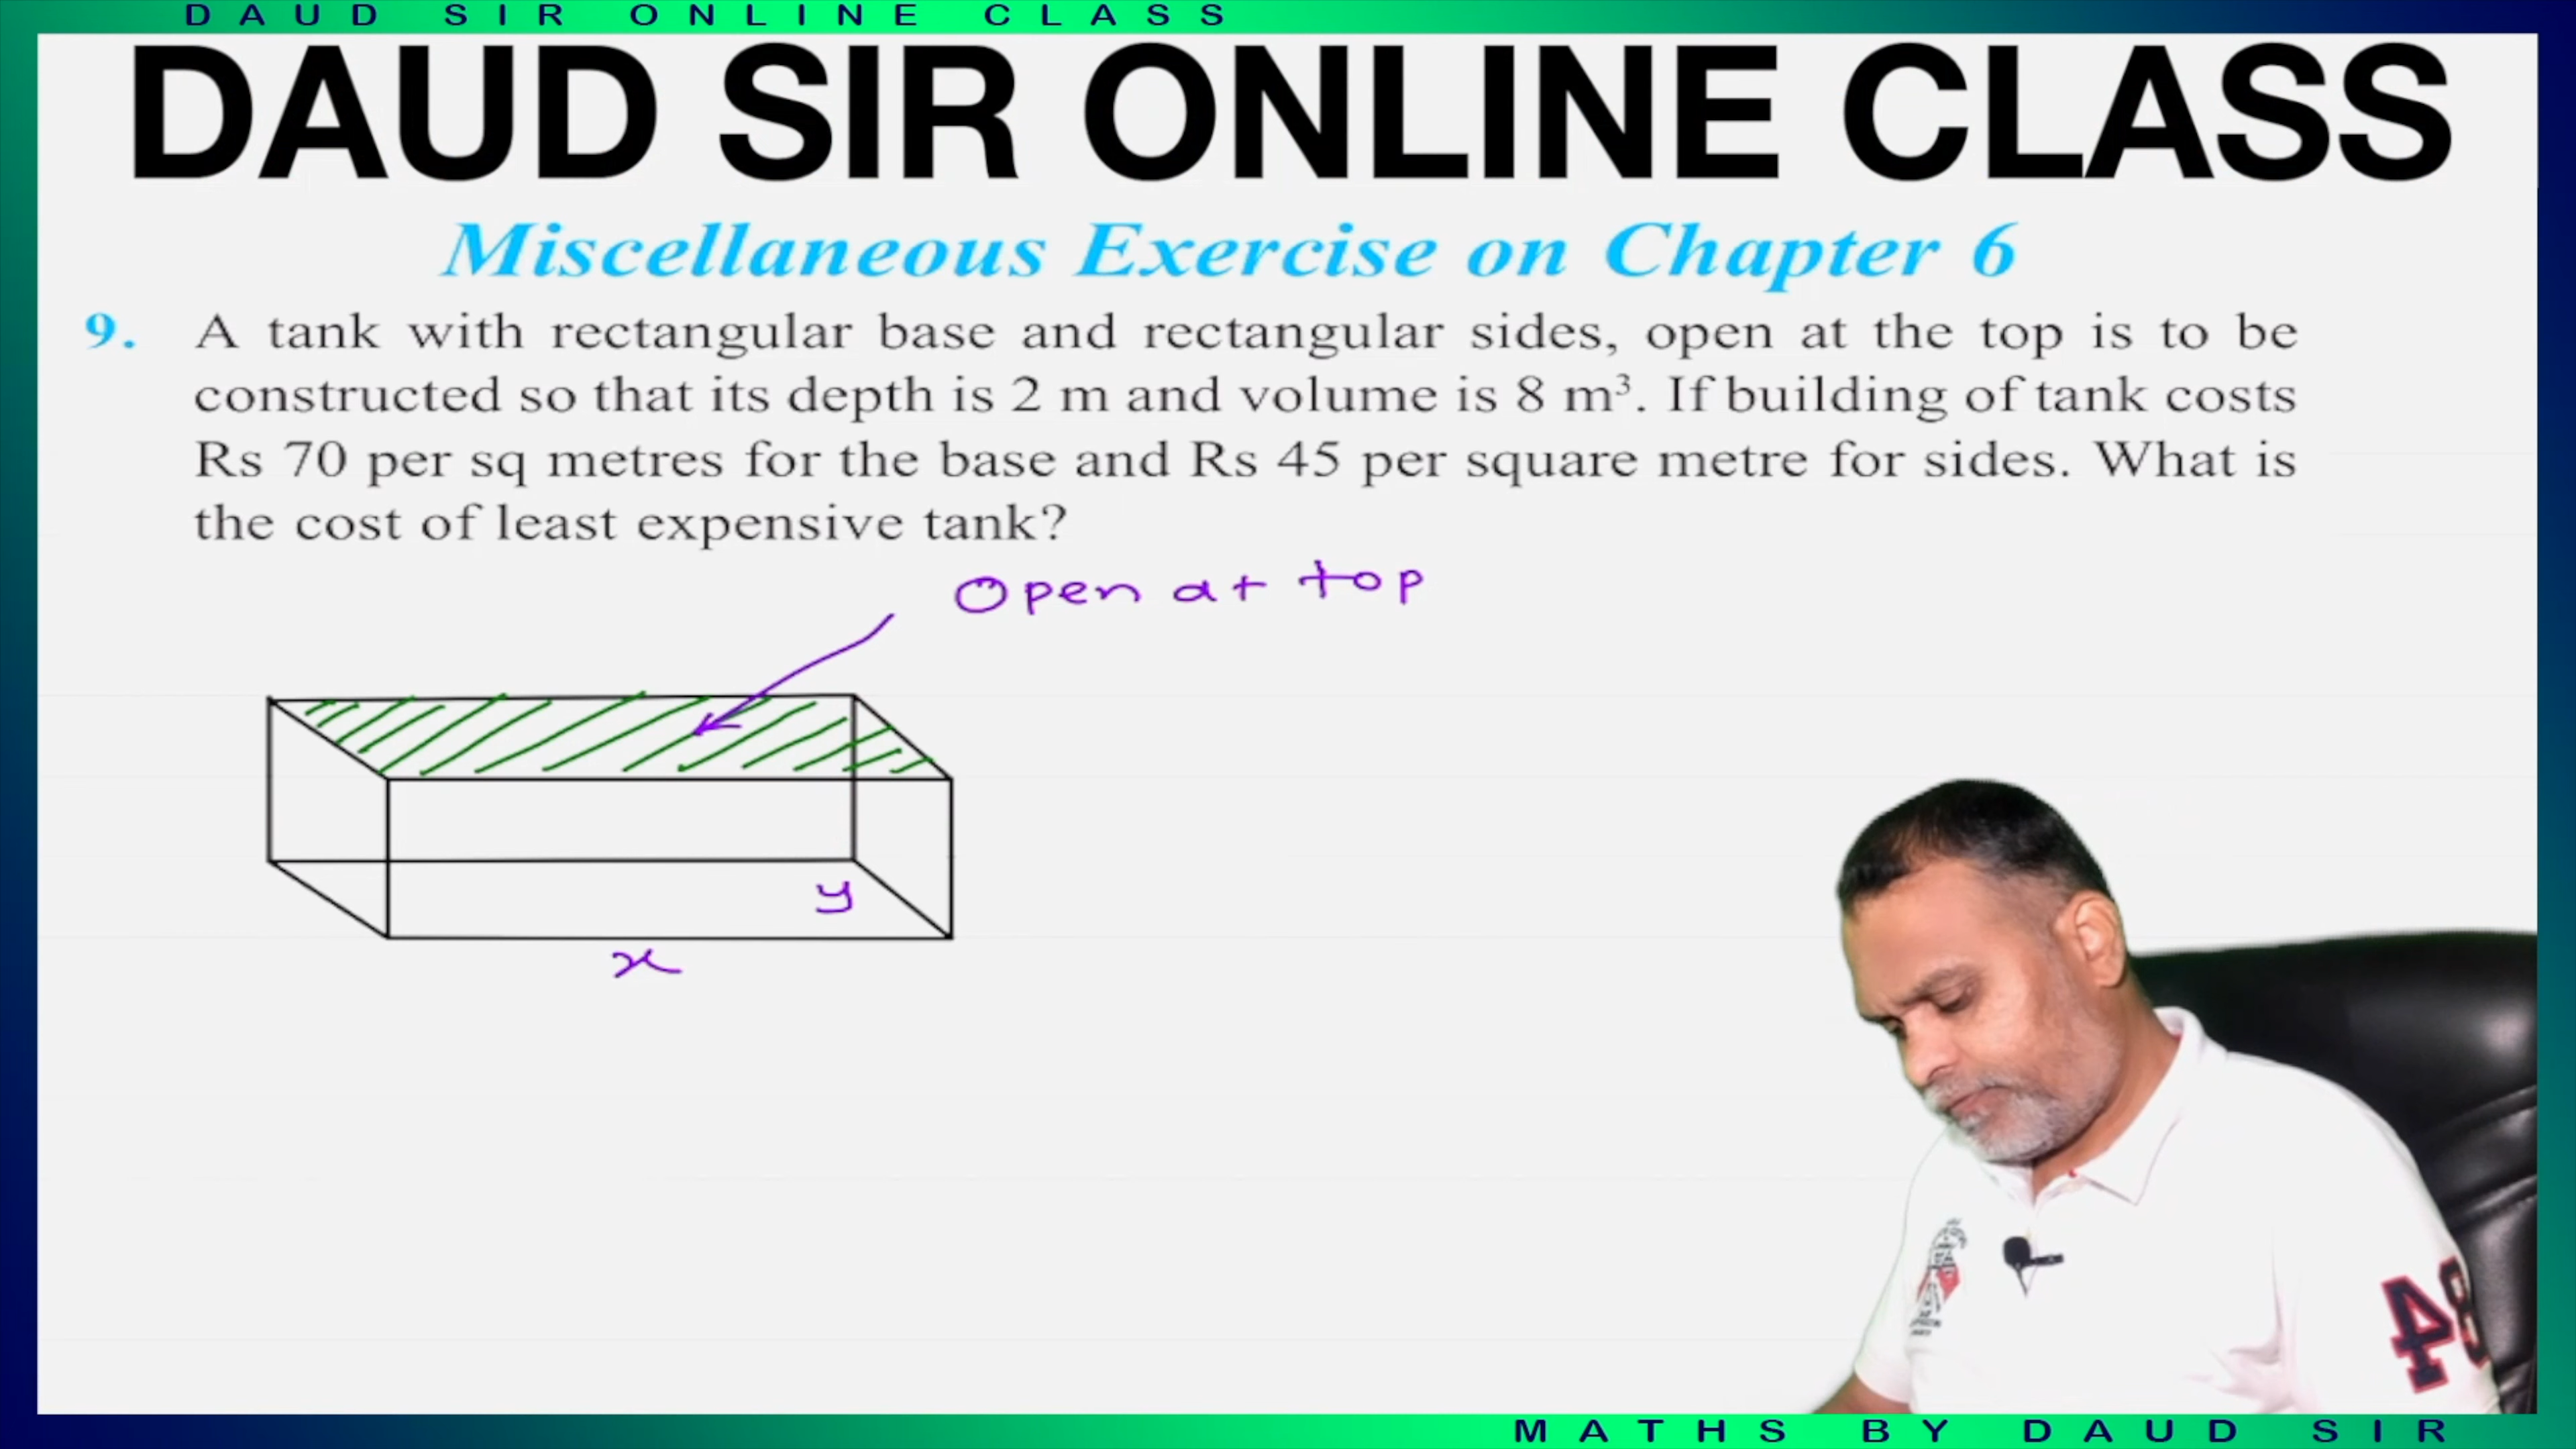 DAUD SIR ONLINE CLASS
DAUD SIR ONLINE CLASS
Miscellaneous Exercise on Chapter 6
9. A tank with rectangular base and rectangular sides, open at the top is to be
constructed so that its depth is 2 m and volume is 8 m³. If building of tank costs
Rs 70 per sq metres for the base and Rs 45 per square metre for sides. What is
the cost of least expensive tank?
Open at top
y
x
48
MATHS BY DAUD SIR